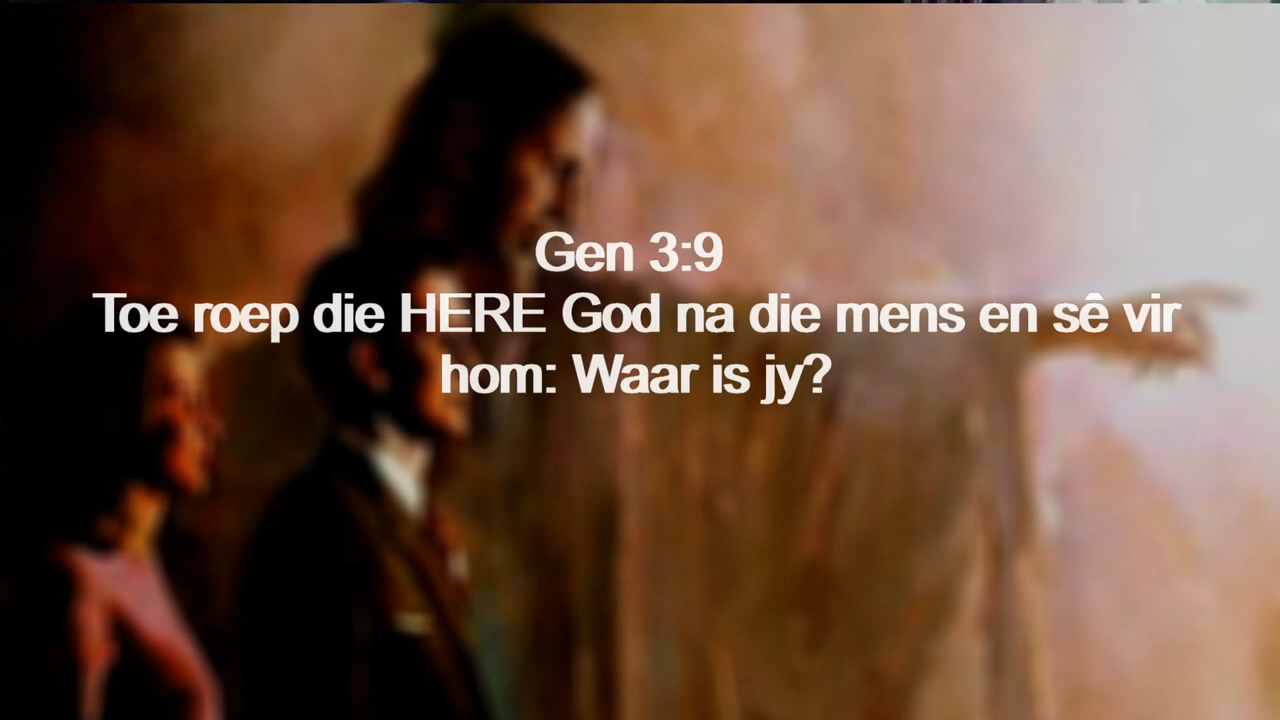 Gen 3:9
Toe roep die HERE God na die mens en sê vir
hom: Waar is jy?